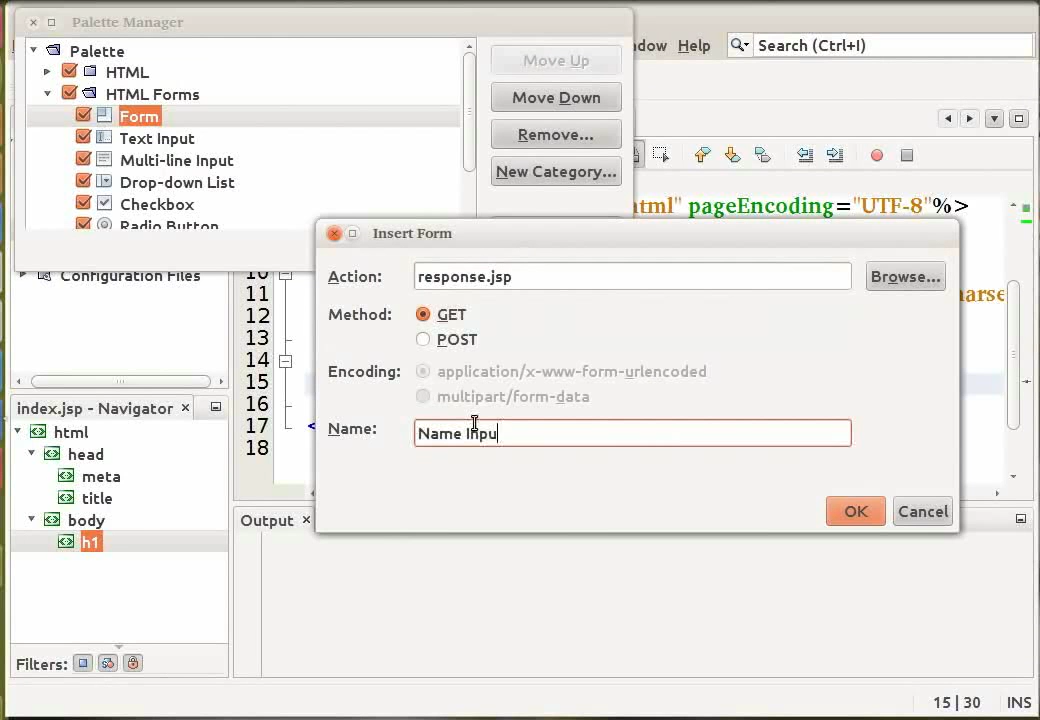 Palette Manager
Palette
HTML
HTML Forms
Form
Text Input
Multi-line Input
Drop-down List
Checkbox
Radio Button
Move Up
Move Down
Remove...
New Category...
Help
Search (Ctrl+I)
pageEncoding="UTF-8"%>
Configuration Files
10
11
12
13
14
15
16
17 <
18
Insert Form
Action: response.jsp Browse...
Method: GET
POST
Encoding: application/x-www-form-urlencoded
multipart/form-data
Name: Name Inpu
OK Cancel
index.jsp - Navigator ×
html
head
meta
title
body
h1
Filters:
Output ×
15 | 30 INS